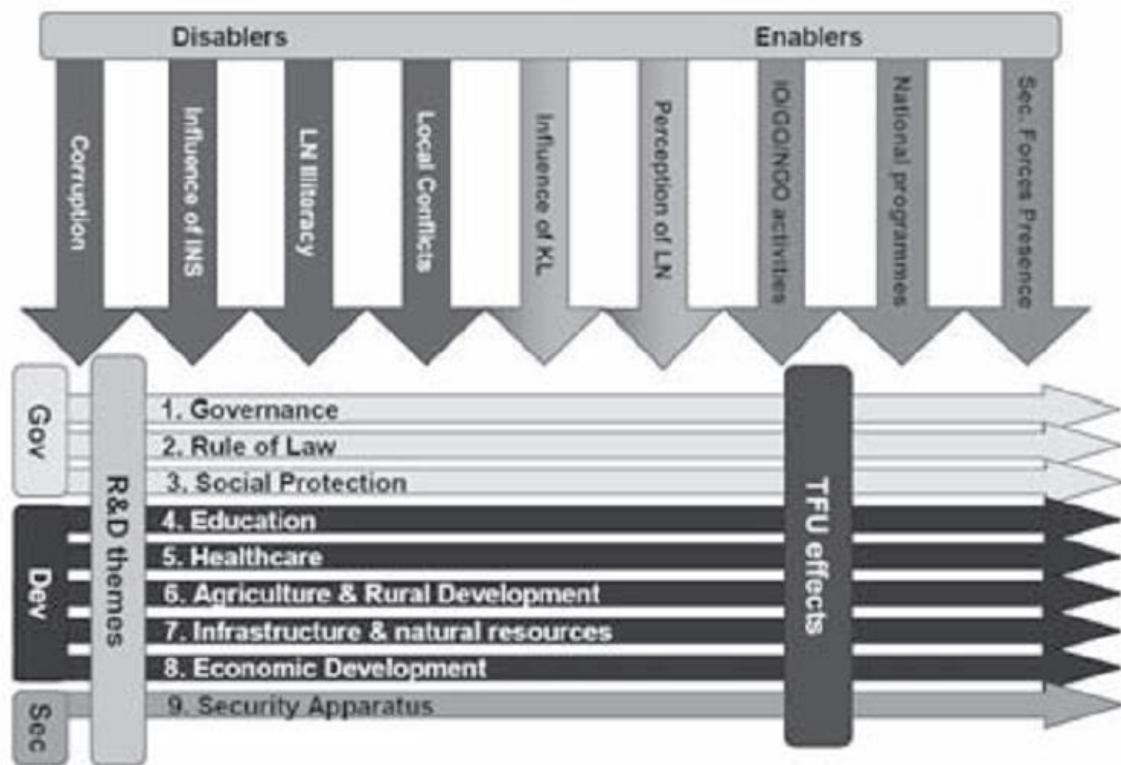 Disablers
Enablers
Corruption
Influence of INS
LN Illiteracy
Local Conflicts
Influence of KL
Perception of LN
IO/GO/NGO activities
National programmes
Sec. Forces Presence
Gov
Dev
Sec
R&D themes
1. Governance
2. Rule of Law
3. Social Protection
4. Education
5. Healthcare
6. Agriculture & Rural Development
7. Infrastructure & natural resources
8. Economic Development
9. Security Apparatus
TFU effects